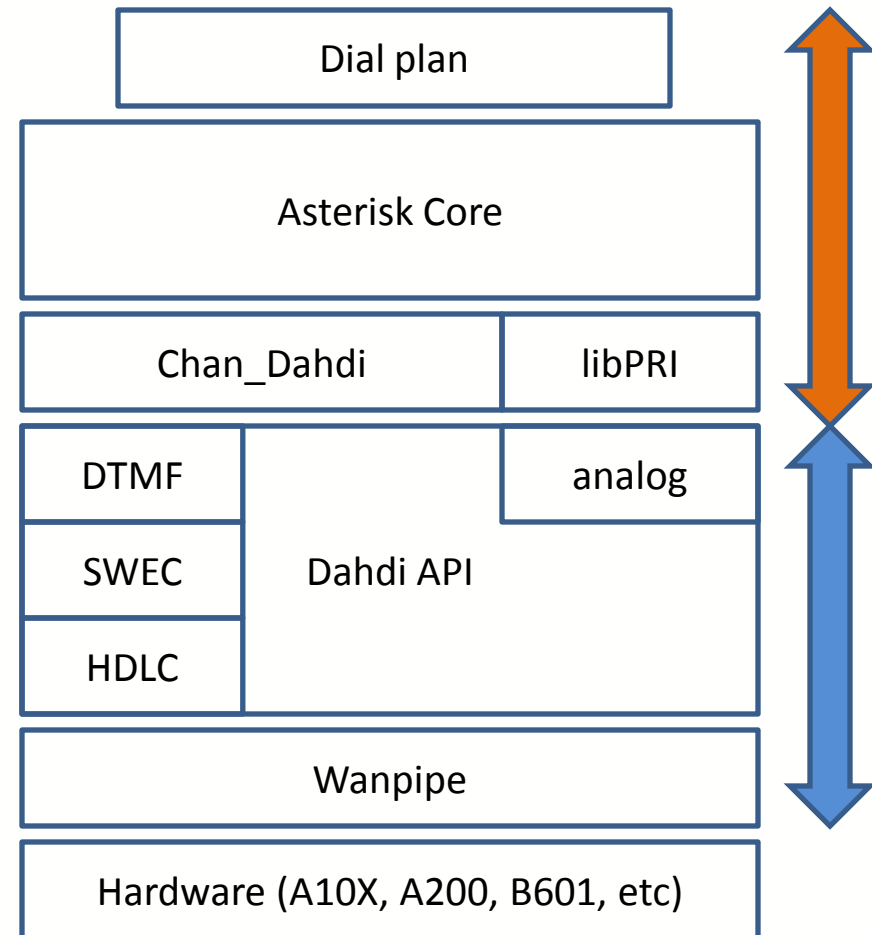 Dial plan
Asterisk Core
Chan_Dahdi
libPRI
DTMF
analog
SWEC
Dahdi API
HDLC
Wanpipe
Hardware (A10X, A200, B601, etc)